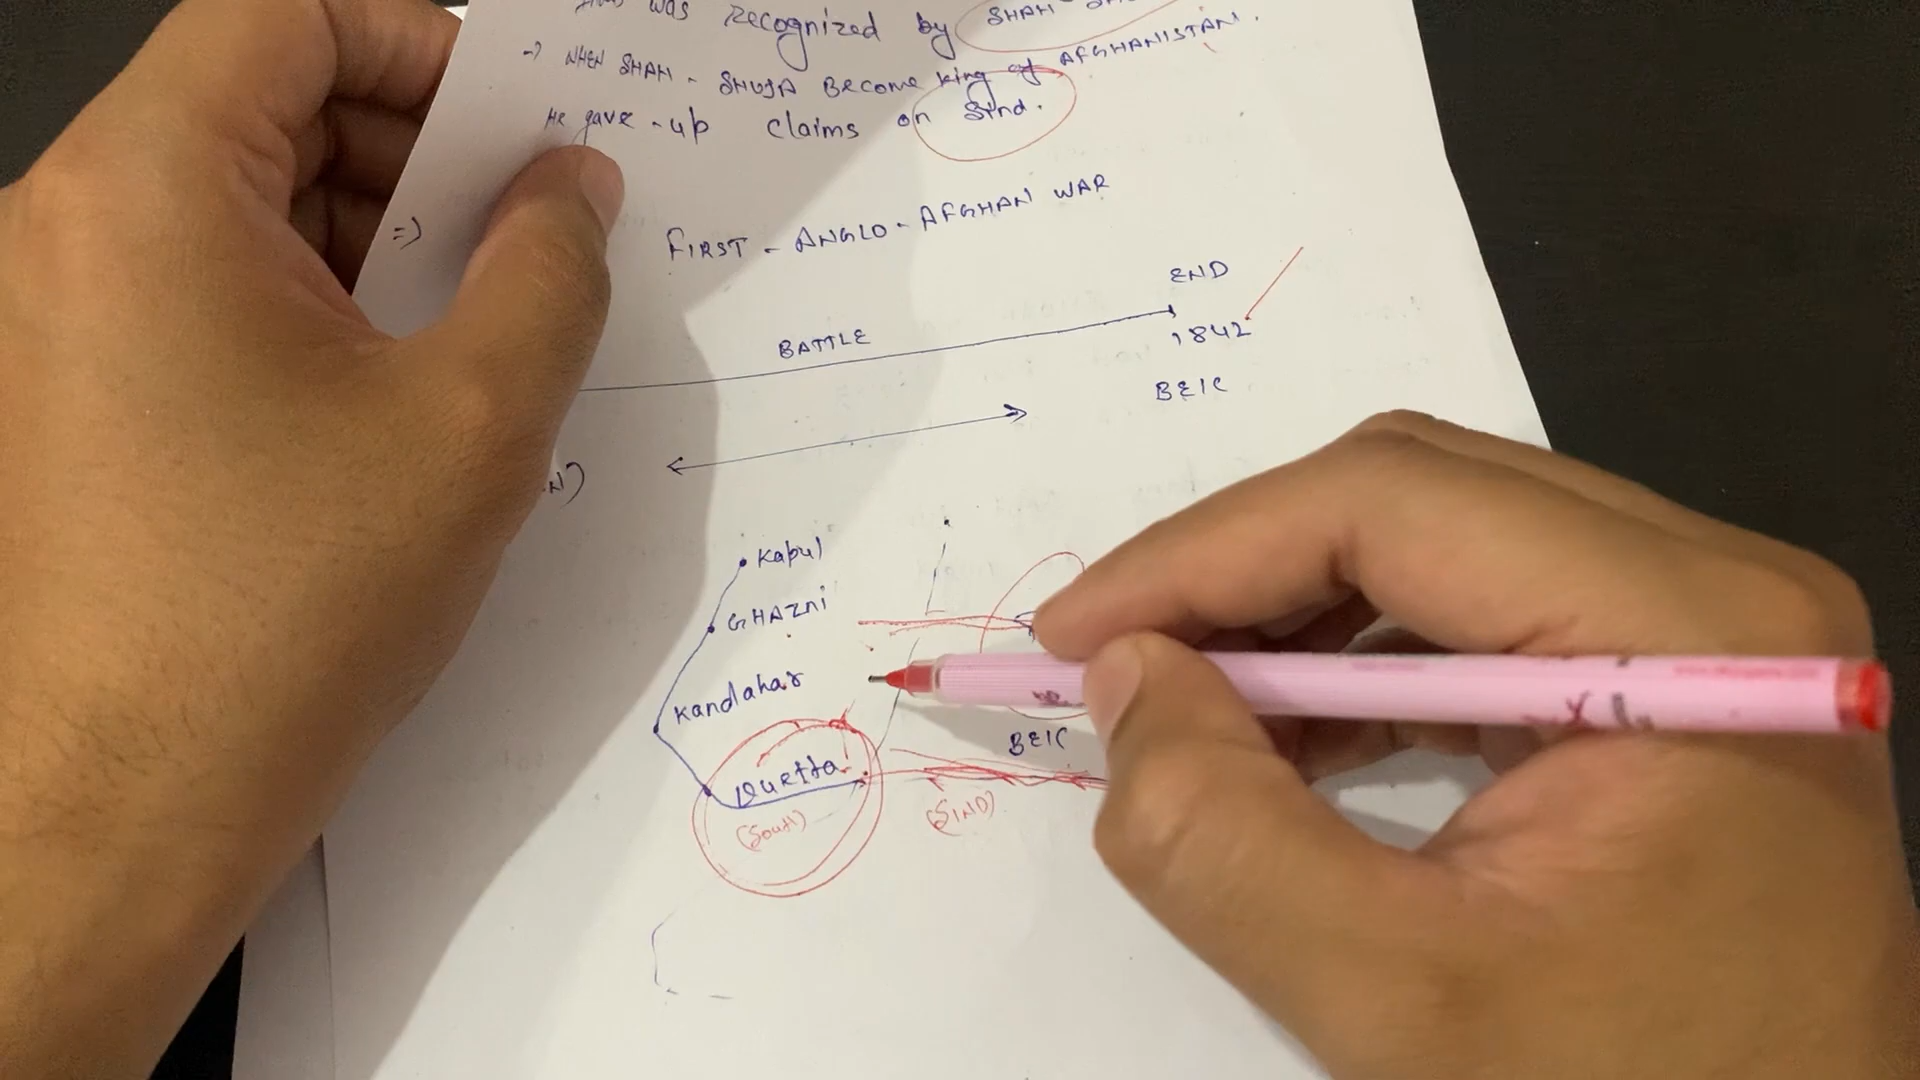 was recognized by SHAH
-> WHEN SHAH - SHUJA BECOME king of AFGHANISTAN.
HE gave - up claims on Sind.
=> FIRST - ANGLO - AFGHAN WAR
END
BATTLE
1842
BEIC
N)
Kabul
GHAZNI
Kandahar
BEIC
Quetta
(SIND)
(South)